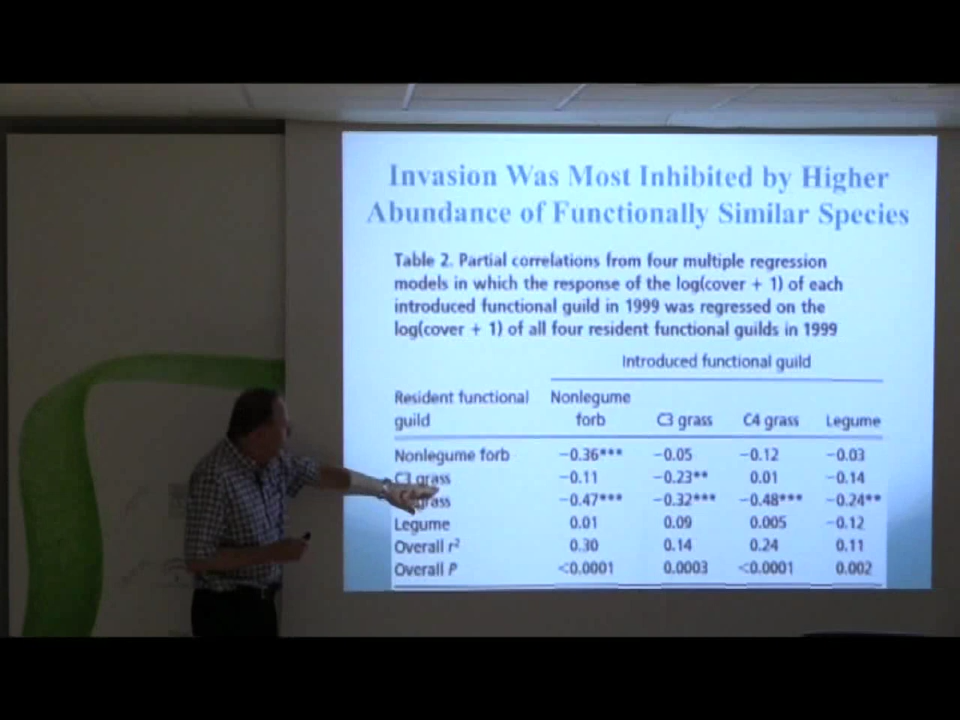 Invasion Was Most Inhibited by Higher
Abundance of Functionally Similar Species
Table 2. Partial correlations from four multiple regression
models in which the response of the log(cover + 1) of each
introduced functional guild in 1999 was regressed on the
log(cover + 1) of all four resident functional guilds in 1999
Introduced functional guild
Resident functional Nonlegume
guild forb C3 grass C4 grass Legume
Nonlegume forb −0.36*** −0.05 −0.12 −0.03
C3 grass −0.11 −0.23** 0.01 −0.14
grass −0.47*** −0.32*** −0.48*** −0.24**
Legume 0.01 0.09 0.005 −0.12
Overall r² 0.30 0.14 0.24 0.11
Overall P <0.0001 0.0003 <0.0001 0.002